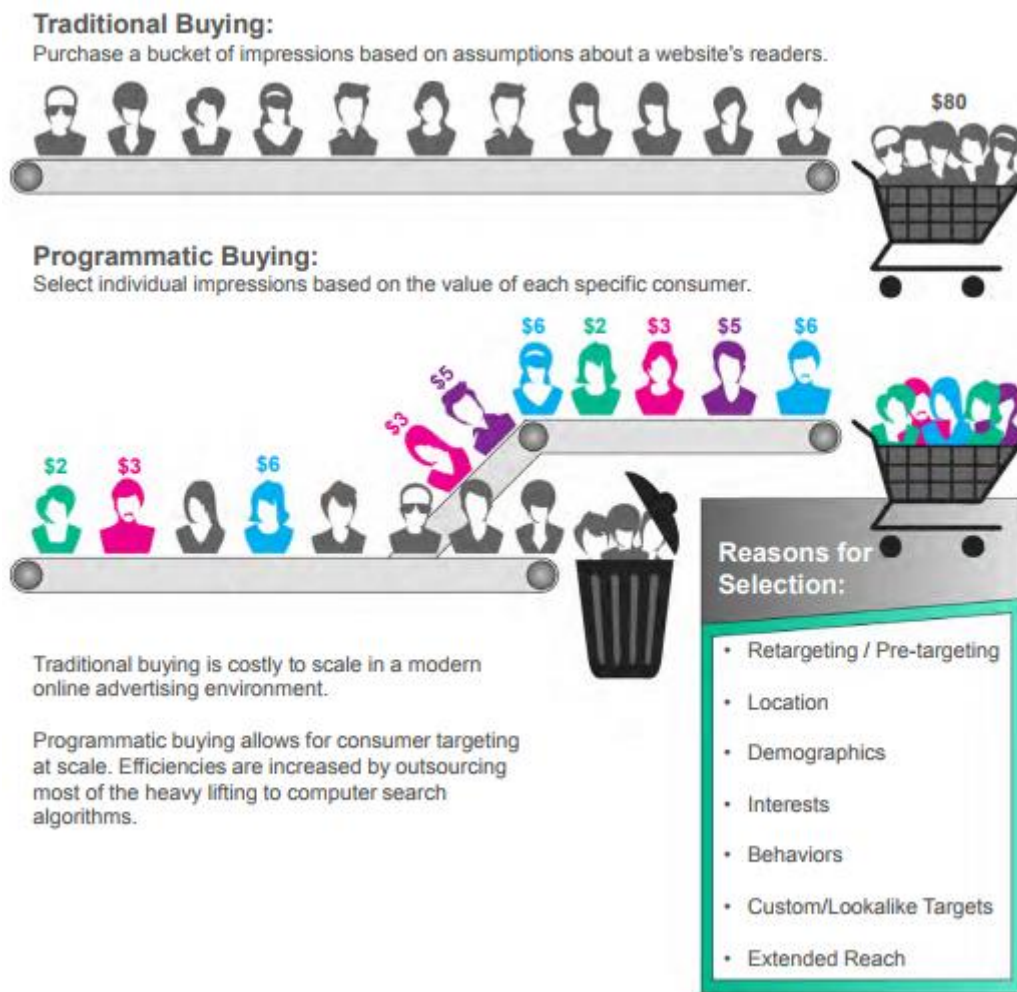 Traditional Buying:
Purchase a bucket of impressions based on assumptions about a website's readers.
$80
Programmatic Buying:
Select individual impressions based on the value of each specific consumer.
$6 $2 $3 $5 $6
$5
$3
$2 $3 $6
Reasons for
Selection:
• Retargeting / Pre-targeting
• Location
• Demographics
• Interests
• Behaviors
• Custom/Lookalike Targets
• Extended Reach
Traditional buying is costly to scale in a modern
online advertising environment.
Programmatic buying allows for consumer targeting
at scale. Efficiencies are increased by outsourcing
most of the heavy lifting to computer search
algorithms.